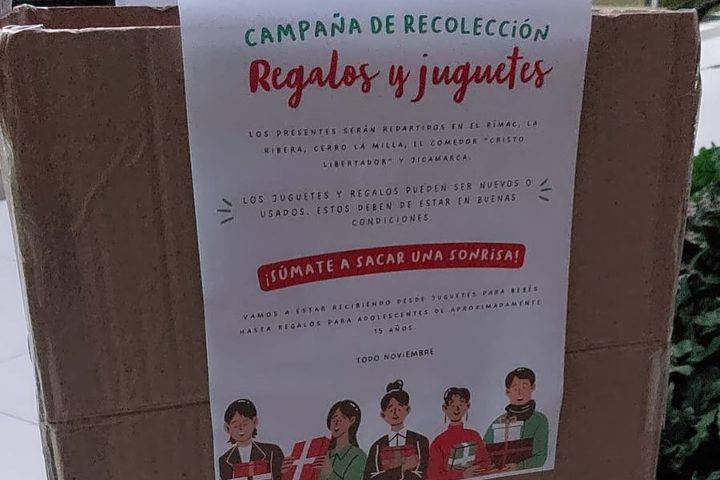 CAMPAÑA DE RECOLECCIÓN
Regalos y juguetes
LOS PRESENTES SERÁN REPARTIDOS EN EL RÍMAC, LA
RIBERA, CERRO LA MILLA, EL COMEDOR "CRISTO
LIBERTADOR" Y JICAMARCA.
LOS JUGUETES Y REGALOS PUEDEN SER NUEVOS O
USADOS. ESTOS DEBEN DE ESTAR EN BUENAS
CONDICIONES.
¡SÚMATE A SACAR UNA SONRISA!
VAMOS A ESTAR RECIBIENDO DESDE JUGUETES PARA BEBÉS
HASTA REGALOS PARA ADOLESCENTES DE APROXIMADAMENTE
15 AÑOS.
TODO NOVIEMBRE